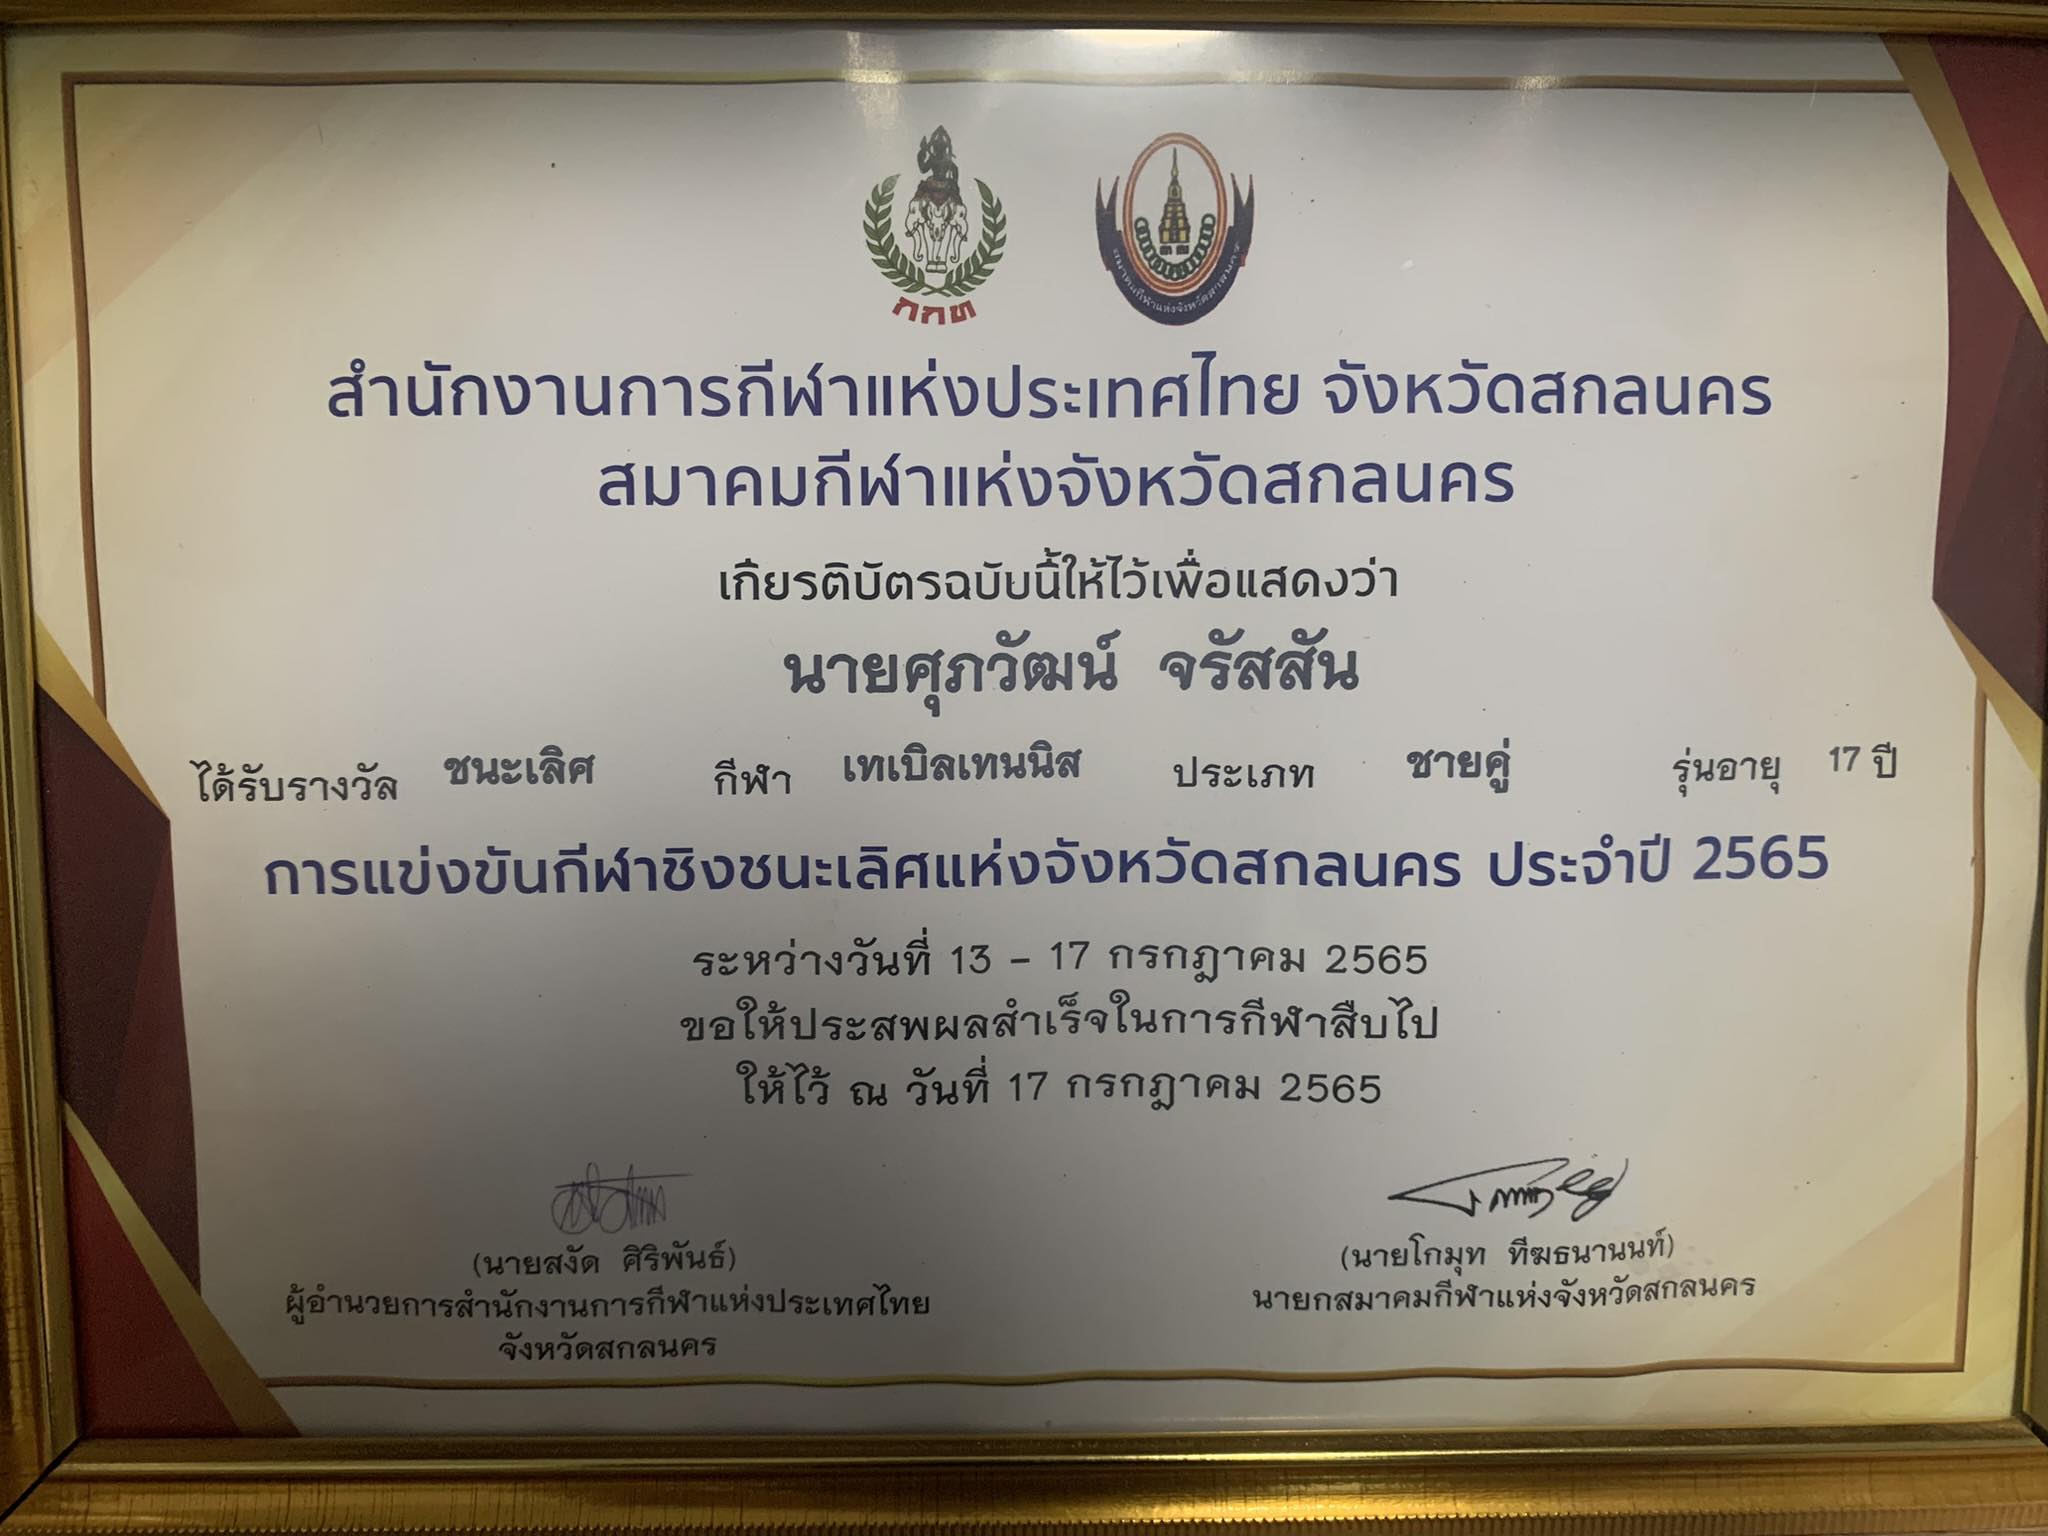 กกท
สมาคมกีฬาแห่งจังหวัดสกลนคร
สำนักงานการกีฬาแห่งประเทศไทย จังหวัดสกลนคร
สมาคมกีฬาแห่งจังหวัดสกลนคร
เกียรติบัตรฉบับนี้ให้ไว้เพื่อแสดงว่า
นายศุภวัฒน์ จรัสสัน
ได้รับรางวัล ชนะเลิศ กีฬา เทเบิลเทนนิส ประเภท ชายคู่ รุ่นอายุ 17 ปี
การแข่งขันกีฬาชิงชนะเลิศแห่งจังหวัดสกลนคร ประจำปี 2565
ระหว่างวันที่ 13 - 17 กรกฎาคม 2565
ขอให้ประสพผลสำเร็จในการกีฬาสืบไป
ให้ไว้ ณ วันที่ 17 กรกฎาคม 2565
(นายสงัด ศิริพันธ์)
ผู้อำนวยการสำนักงานการกีฬาแห่งประเทศไทย
จังหวัดสกลนคร
(นายโกมุท ทีฆธนานนท์)
นายกสมาคมกีฬาแห่งจังหวัดสกลนคร